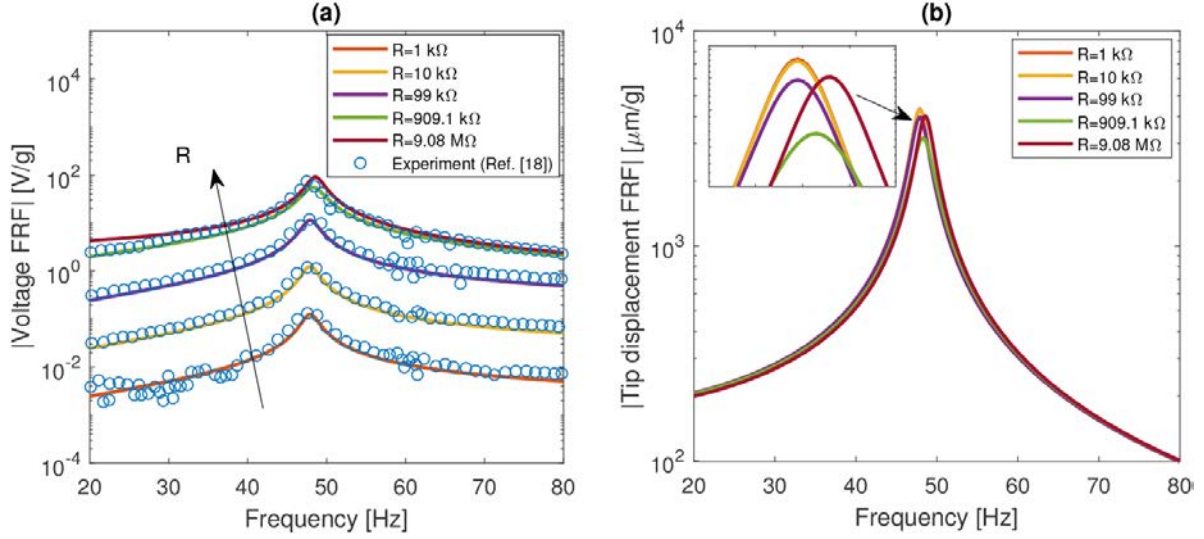 (a)
|Voltage FRF| [V/g]
10^4
10^2
10^0
10^-2
10^-4
R=1 kΩ
R=10 kΩ
R=99 kΩ
R=909.1 kΩ
R=9.08 MΩ
Experiment (Ref. [18])
R
20 30 40 50 60 70 80
Frequency [Hz]
(b)
|Tip displacement FRF| [μm/g]
10^4
10^3
10^2
R=1 kΩ
R=10 kΩ
R=99 kΩ
R=909.1 kΩ
R=9.08 MΩ
20 30 40 50 60 70 80
Frequency [Hz]